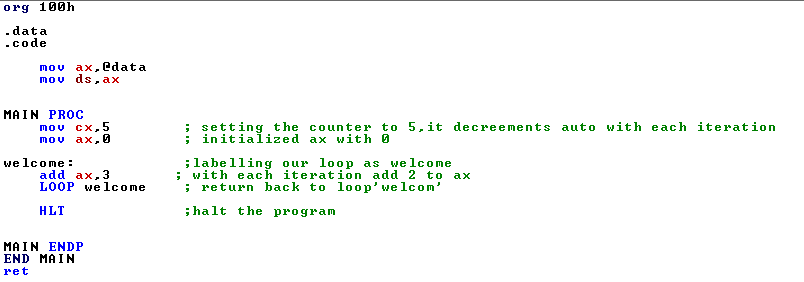 org 100h
.data
.code
mov ax,@data
mov ds,ax
MAIN PROC
mov cx,5 ; setting the counter to 5,it decreements auto with each iteration
mov ax,0 ; initialized ax with 0
welcome: ;labelling our loop as welcome
add ax,3 ; with each iteration add 2 to ax
LOOP welcome ; return back to loop'welcom'
HLT ;halt the program
MAIN ENDP
END MAIN
ret